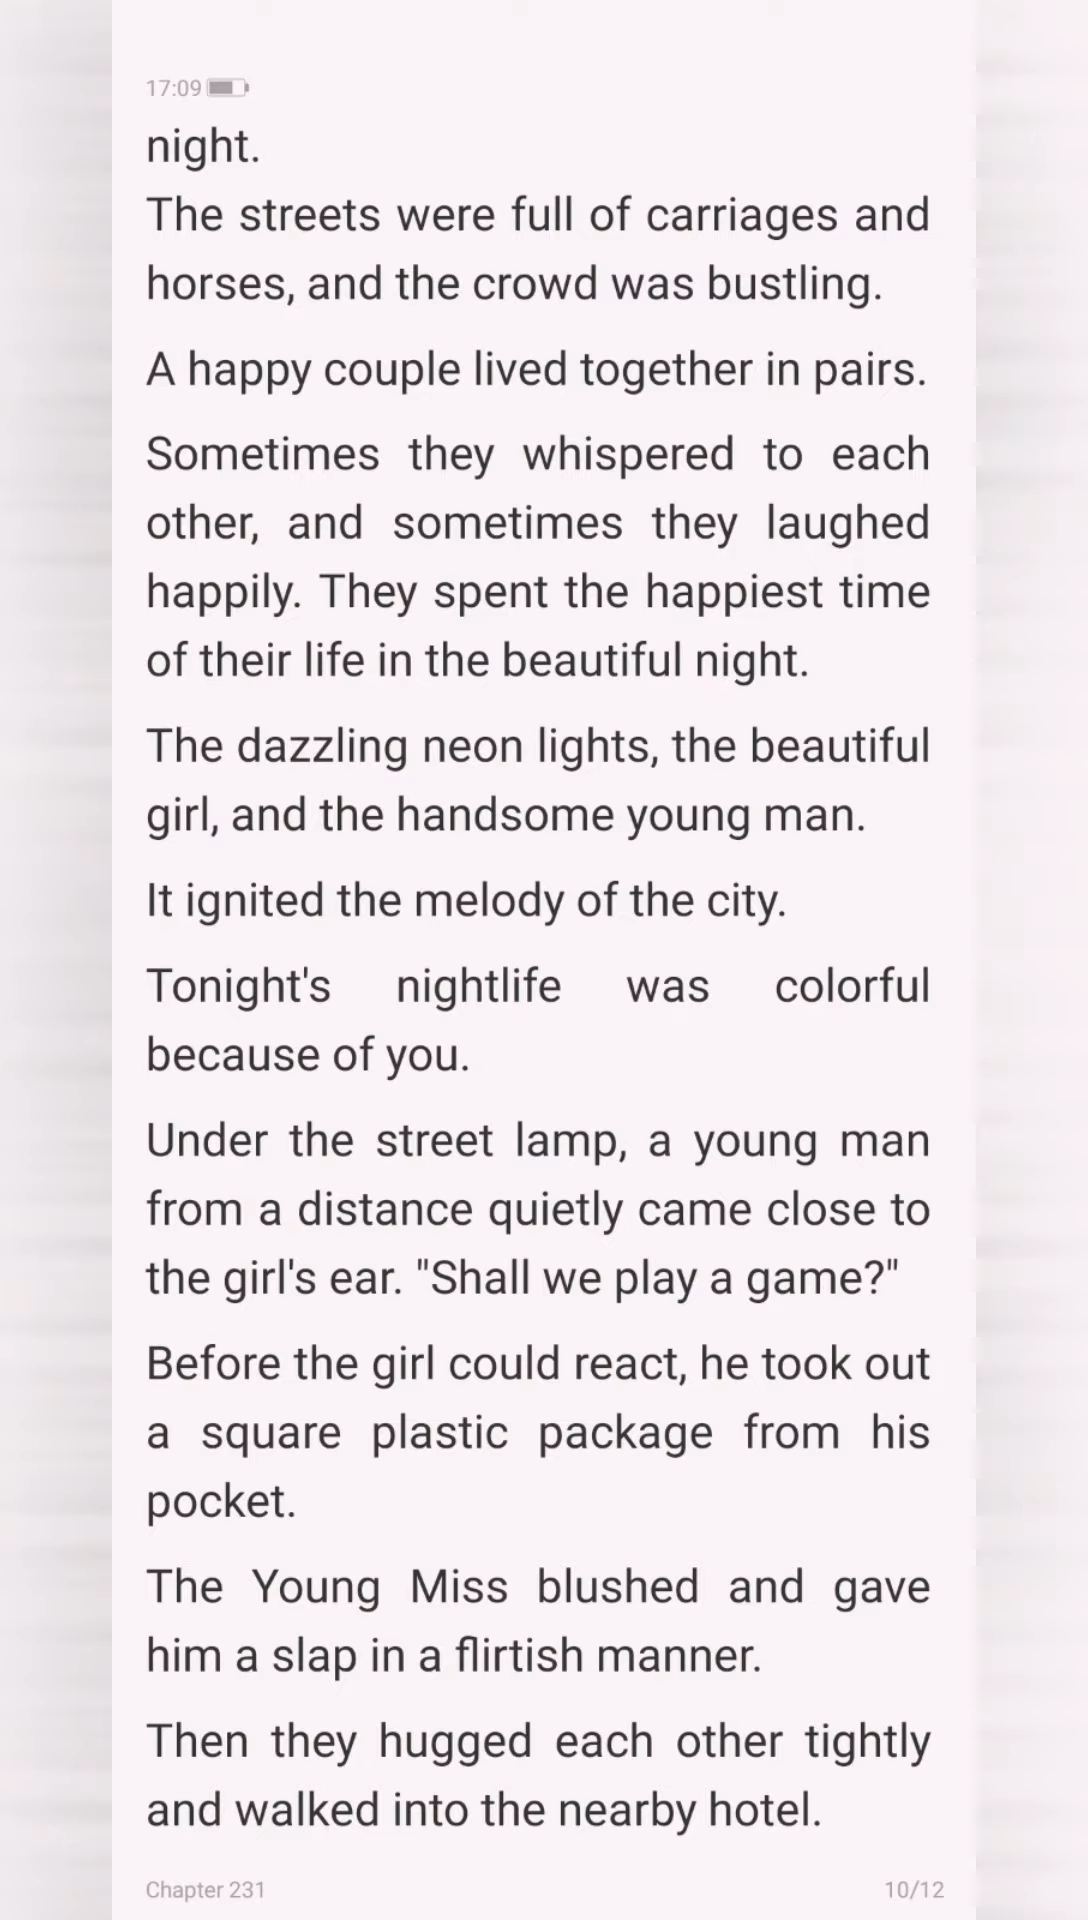 17:09
night.
The streets were full of carriages and
horses, and the crowd was bustling.
A happy couple lived together in pairs.
Sometimes they whispered to each
other, and sometimes they laughed
happily. They spent the happiest time
of their life in the beautiful night.
The dazzling neon lights, the beautiful
girl, and the handsome young man.
It ignited the melody of the city.
Tonight's nightlife was colorful
because of you.
Under the street lamp, a young man
from a distance quietly came close to
the girl's ear. "Shall we play a game?"
Before the girl could react, he took out
a square plastic package from his
pocket.
The Young Miss blushed and gave
him a slap in a flirtish manner.
Then they hugged each other tightly
and walked into the nearby hotel.
Chapter 231 10/12